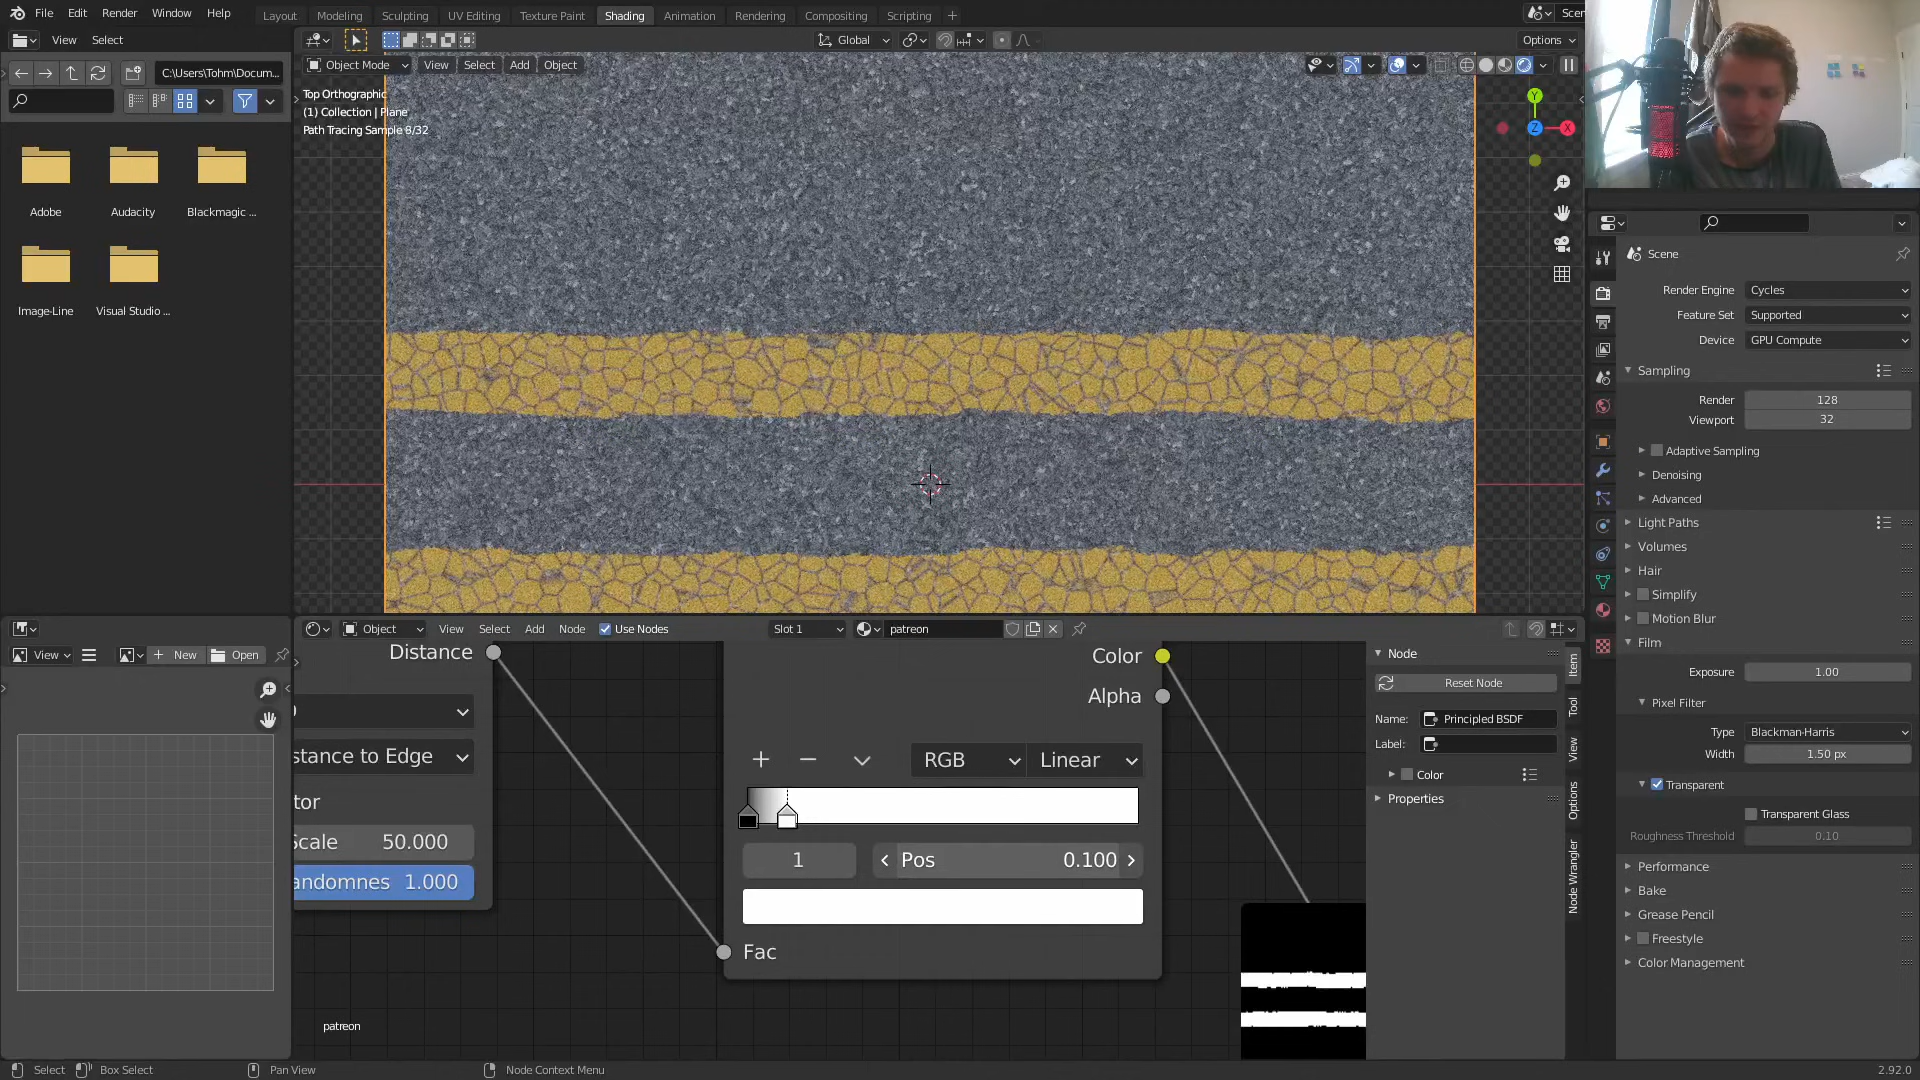 File Edit Render Window Help
Layout Modeling Sculpting UV Editing Texture Paint Shading Animation Rendering Compositing Scripting
Scen
View Select
C:\Users\Tohm\Docum...
Adobe Audacity Blackmagic ...
Image-Line Visual Studio ...
Global
Options
Object Mode View Select Add Object
Top Orthographic
(1) Collection | Plane
Path Tracing Sample 8/32
Y
Z X
Scene
Render Engine Cycles
Feature Set Supported
Device GPU Compute
Sampling
Render 128
Viewport 32
Adaptive Sampling
Denoising
Advanced
Light Paths
Volumes
Hair
Simplify
Motion Blur
Film
Exposure 1.00
Pixel Filter
Type Blackman-Harris
Width 1.50 px
Transparent
Transparent Glass
Roughness Threshold 0.10
Performance
Bake
Grease Pencil
Freestyle
Color Management
View New Open
Object View Select Add Node Use Nodes Slot 1 patreon
Distance
stance to Edge
tor
Scale 50.000
andomnes 1.000
Color
Alpha
RGB Linear
1 Pos 0.100
Fac
patreon
Node
Reset Node
Name: Principled BSDF
Label:
Color
Properties
Item
Tool
View
Options
Node Wrangler
Select Box Select Pan View Node Context Menu 2.92.0